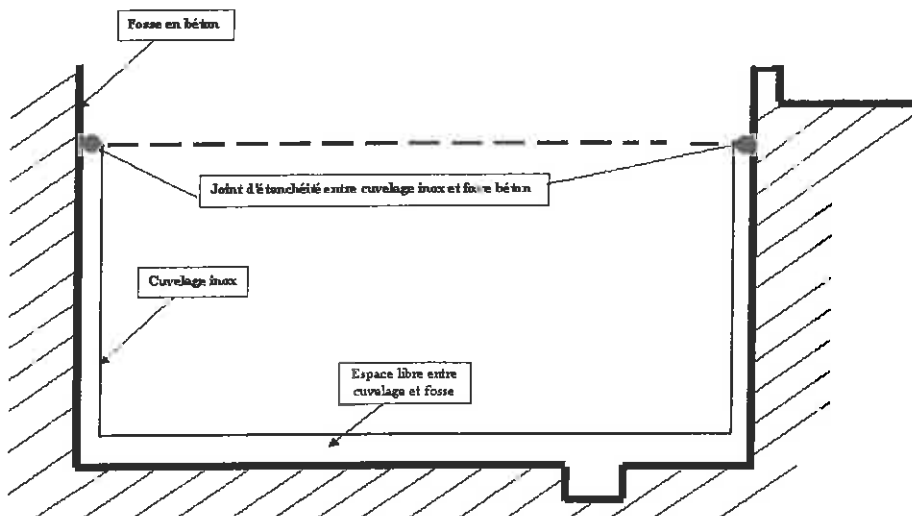 Fosse en béton
Joint d'étanchéité entre cuvelage inox et fosse béton
Cuvelage inox
Espace libre entre
cuvelage et fosse